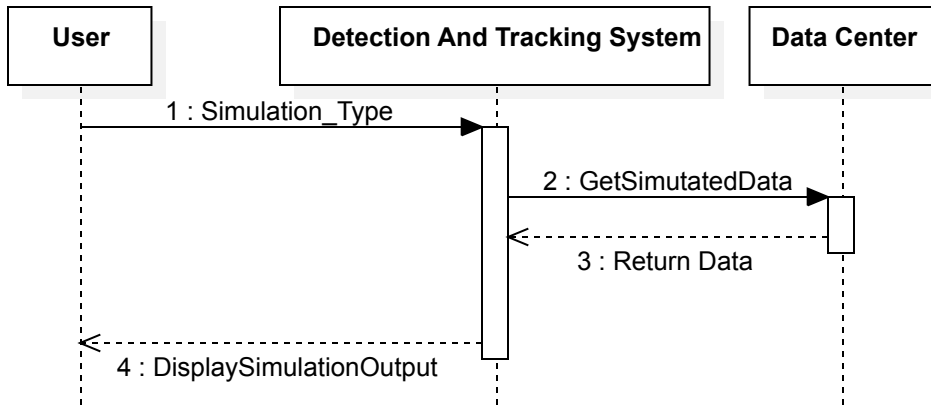 User
Detection And Tracking System
Data Center
1 : Simulation_Type
2 : GetSimutatedData
3 : Return Data
4 : DisplaySimulationOutput